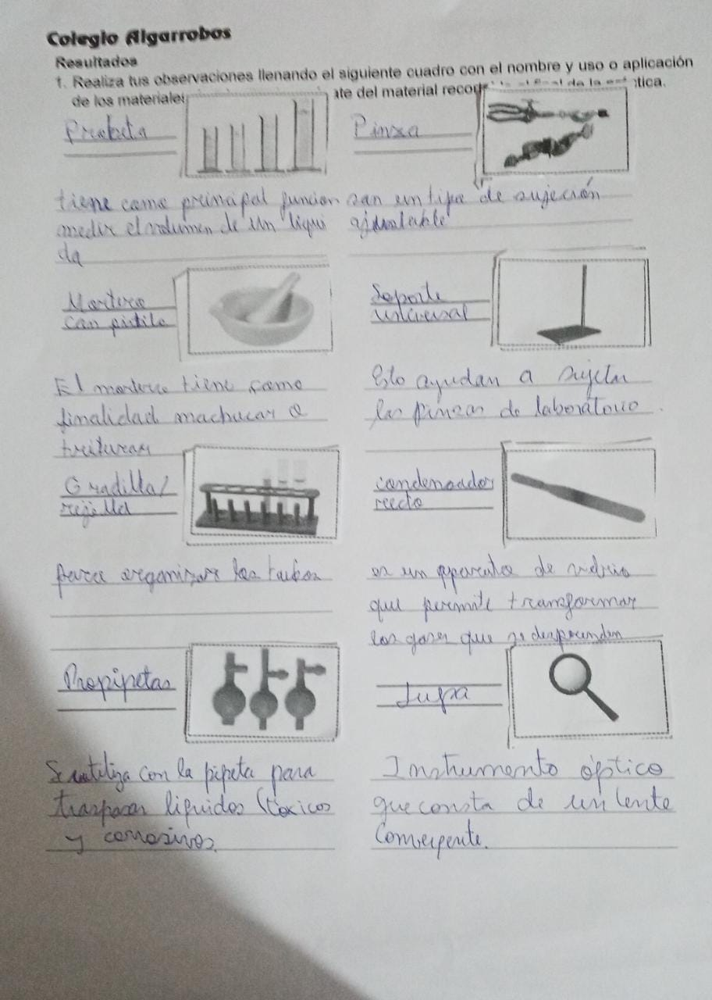 Colegio Algarrobos
Resultados
1. Realiza tus observaciones llenando el siguiente cuadro con el nombre y uso o aplicación
de los materiales ate del material recort tica.
Probeta
tiene como principal funcion
medir el volumen de un liqui
do
Pinza
son un tipo de sujeción
ajustable
Mortero
con pistilo
El mortero tiene como
finalidad machucar o
triturar
Soporte
universal
Esto ayudan a sujetar
las pinzas de laboratorio.
Gradilla/
rejilla
para organizar los tubos
condensador
recto
es un aparato de vidrio
que permite transformar
los gases que se desprenden
Propipetas
Se utiliza con la pipeta para
traspasar liquidos (toxicos
y corrosivos.
Lupa
Instrumento óptico
que consta de un lente
Convergente.